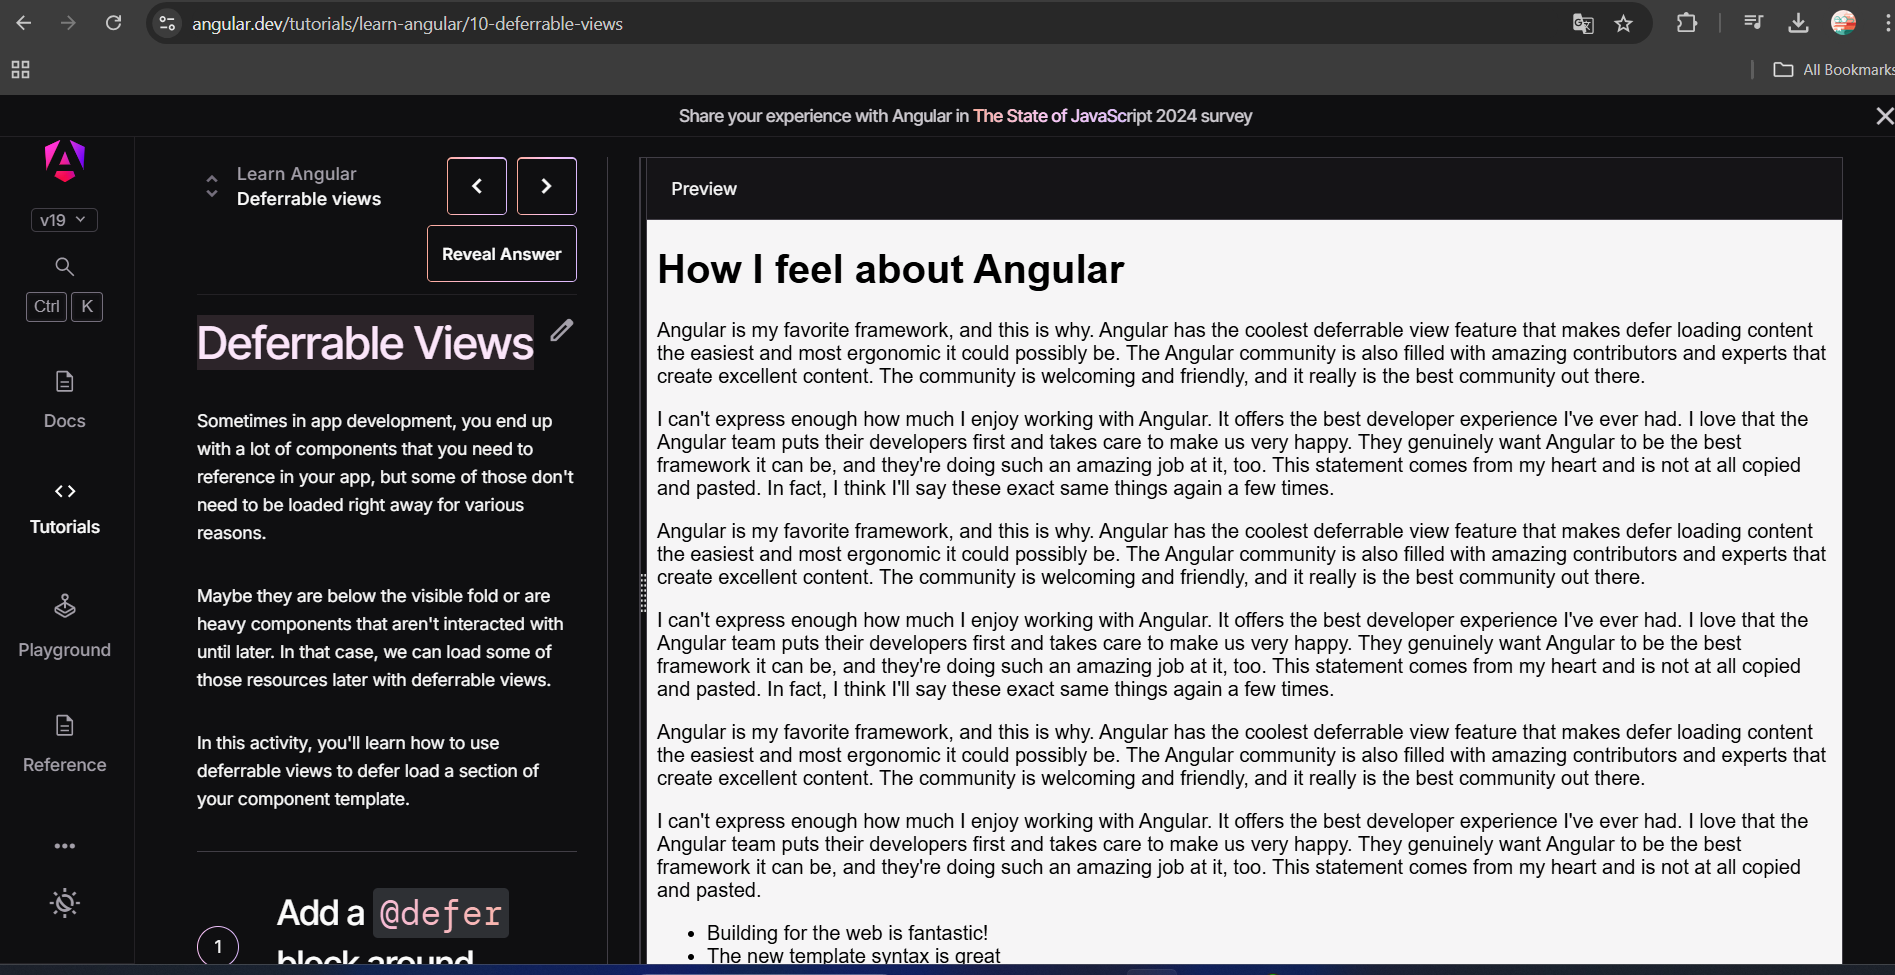 angular.dev/tutorials/learn-angular/10-deferrable-views
All Bookmarks
Share your experience with Angular in The State of JavaScript 2024 survey
v19
Ctrl K
Docs
Tutorials
Playground
Reference
Learn Angular
Deferrable views
Reveal Answer
Deferrable Views
Sometimes in app development, you end up
with a lot of components that you need to
reference in your app, but some of those don't
need to be loaded right away for various
reasons.
Maybe they are below the visible fold or are
heavy components that aren't interacted with
until later. In that case, we can load some of
those resources later with deferrable views.
In this activity, you'll learn how to use
deferrable views to defer load a section of
your component template.
1
Add a @defer
block around
Preview
How I feel about Angular
Angular is my favorite framework, and this is why. Angular has the coolest deferrable view feature that makes defer loading content
the easiest and most ergonomic it could possibly be. The Angular community is also filled with amazing contributors and experts that
create excellent content. The community is welcoming and friendly, and it really is the best community out there.
I can't express enough how much I enjoy working with Angular. It offers the best developer experience I've ever had. I love that the
Angular team puts their developers first and takes care to make us very happy. They genuinely want Angular to be the best
framework it can be, and they're doing such an amazing job at it, too. This statement comes from my heart and is not at all copied
and pasted. In fact, I think I'll say these exact same things again a few times.
Angular is my favorite framework, and this is why. Angular has the coolest deferrable view feature that makes defer loading content
the easiest and most ergonomic it could possibly be. The Angular community is also filled with amazing contributors and experts that
create excellent content. The community is welcoming and friendly, and it really is the best community out there.
I can't express enough how much I enjoy working with Angular. It offers the best developer experience I've ever had. I love that the
Angular team puts their developers first and takes care to make us very happy. They genuinely want Angular to be the best
framework it can be, and they're doing such an amazing job at it, too. This statement comes from my heart and is not at all copied
and pasted. In fact, I think I'll say these exact same things again a few times.
Angular is my favorite framework, and this is why. Angular has the coolest deferrable view feature that makes defer loading content
the easiest and most ergonomic it could possibly be. The Angular community is also filled with amazing contributors and experts that
create excellent content. The community is welcoming and friendly, and it really is the best community out there.
I can't express enough how much I enjoy working with Angular. It offers the best developer experience I've ever had. I love that the
Angular team puts their developers first and takes care to make us very happy. They genuinely want Angular to be the best
framework it can be, and they're doing such an amazing job at it, too. This statement comes from my heart and is not at all copied
and pasted.
• Building for the web is fantastic!
• The new template syntax is great